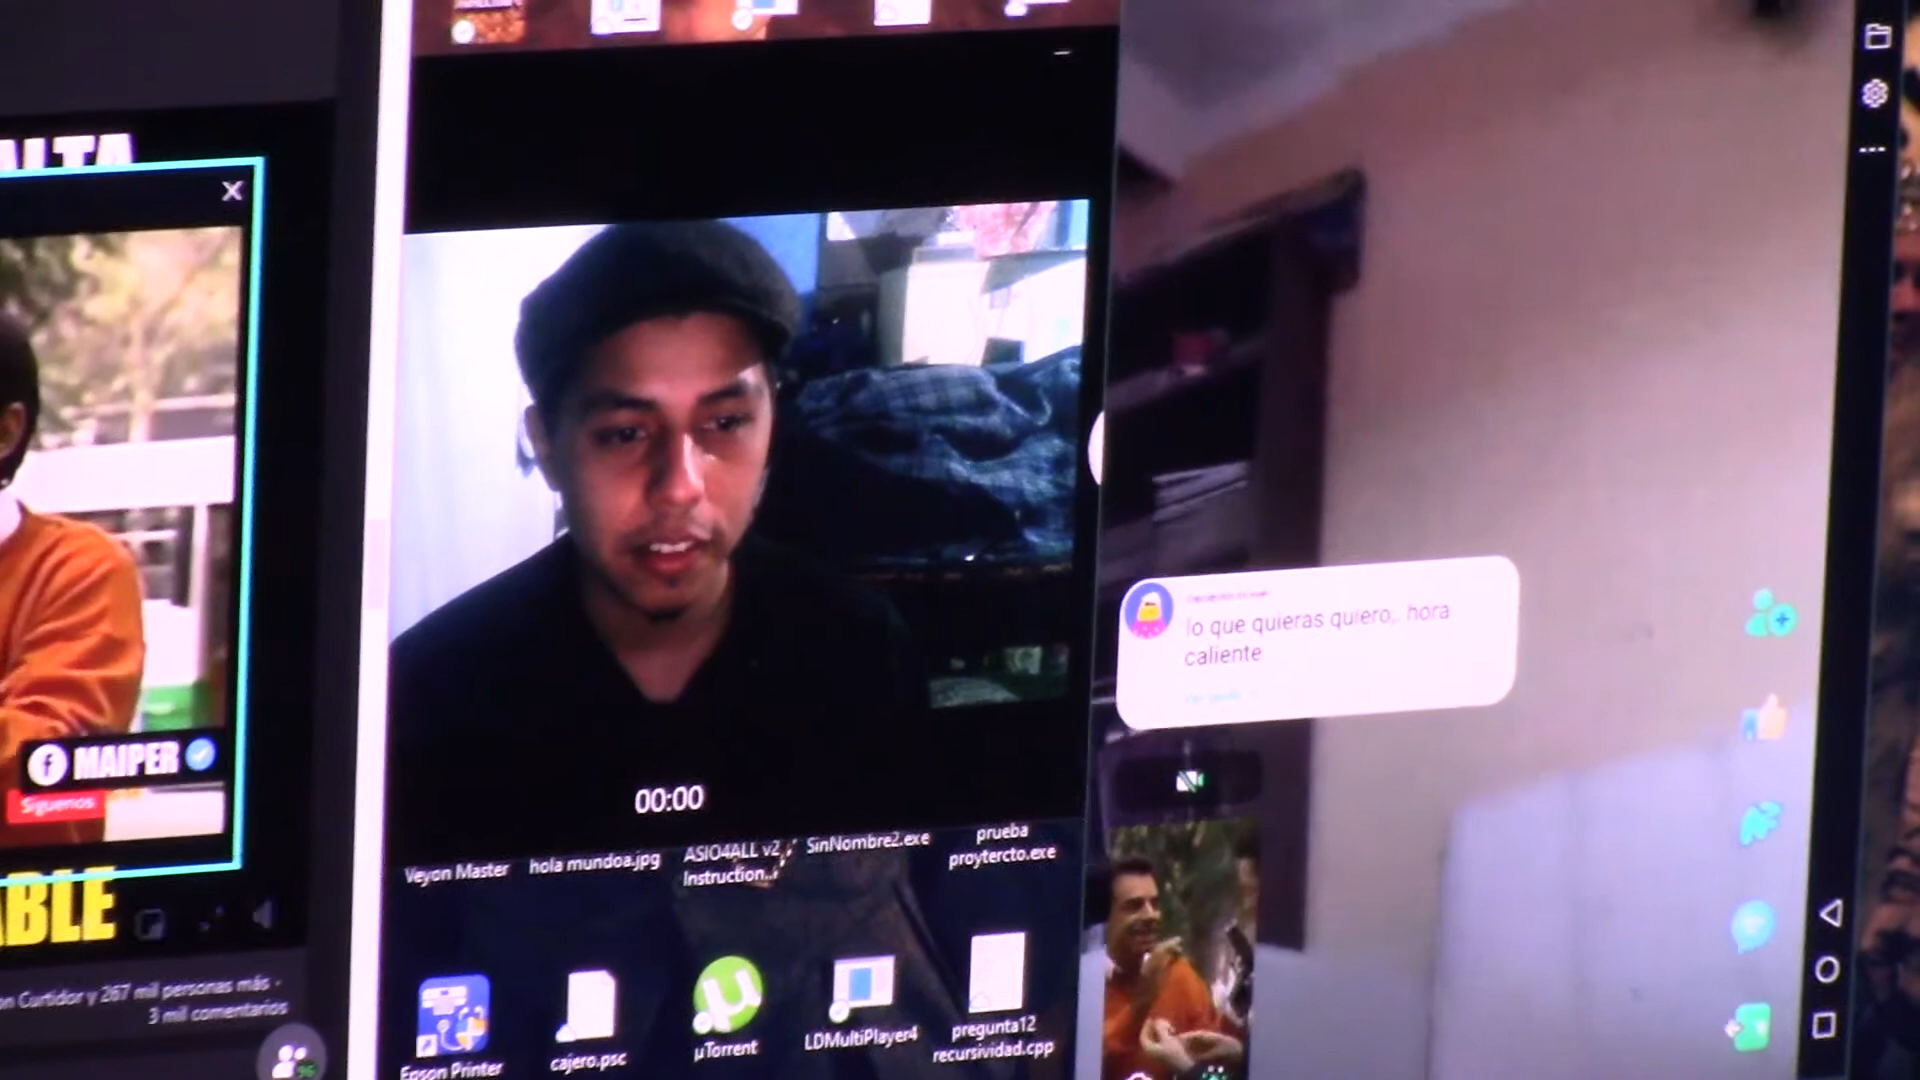 MAIPER
Síguenos
ABLE
on Curtidor y 267 mil personas más
3 mil comentarios
96
00:00
Veyon Master
hola mundoa.jpg
ASIO4ALL v2
Instruction...
SinNombre2.exe
prueba
proytercto.exe
Epson Printer
cajero.psc
µTorrent
LDMultiPlayer4
pregunta12
recursividad.cpp
lo que quieras quiero,. hora
caliente